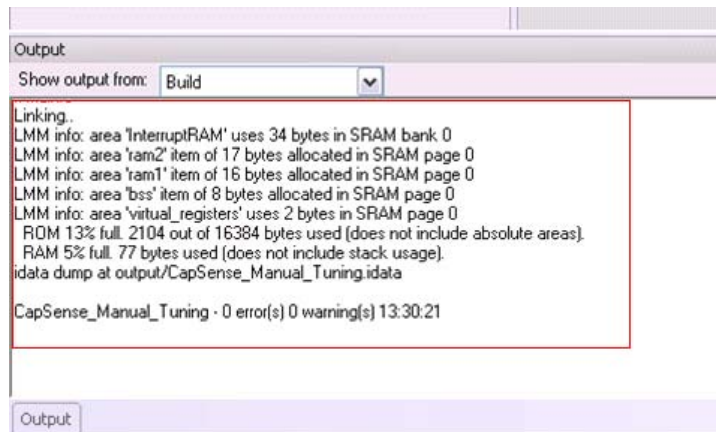 Output
Show output from: Build
Linking..
LMM info: area 'InterruptRAM' uses 34 bytes in SRAM bank 0
LMM info: area 'ram2' item of 17 bytes allocated in SRAM page 0
LMM info: area 'ram1' item of 16 bytes allocated in SRAM page 0
LMM info: area 'bss' item of 8 bytes allocated in SRAM page 0
LMM info: area 'virtual_registers' uses 2 bytes in SRAM page 0
ROM 13% full. 2104 out of 16384 bytes used (does not include absolute areas).
RAM 5% full. 77 bytes used (does not include stack usage).
idata dump at output/CapSense_Manual_Tuning.idata
CapSense_Manual_Tuning - 0 error(s) 0 warning(s) 13:30:21
Output